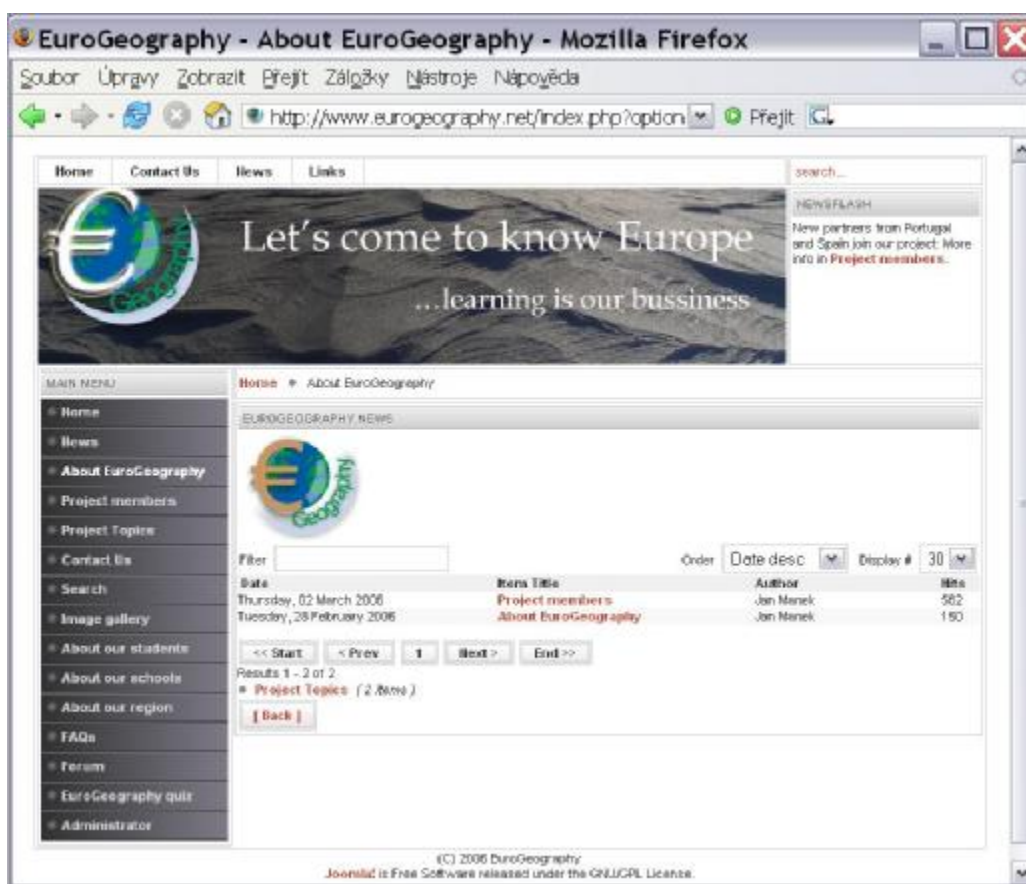 EuroGeography - About EuroGeography - Mozilla Firefox
Soubor Úpravy Zobrazit Přejít Záložky Nástroje Nápověda
http://www.eurogeography.net/index.php?option Přejít
Home Contact Us News Links
search...
NEWSFLASH
New partners from Portugal
and Spain join our project: More
info in Project members.
Let's come to know Europe
...learning is our bussiness
Geography
MAIN MENU
Home
News
About EuroGeography
Project members
Project Topics
Contact Us
Search
Image gallery
About our students
About our schools
About our region
FAQs
Forum
EuroGeography quiz
Administrator
Home About EuroGeography
EUROGEOGRAPHY NEWS
Geography
Filter Order Date desc Display # 30
Date Item Title Author Hits
Thursday, 02 March 2006 Project members Jan Manek 582
Tuesday, 28 February 2006 About EuroGeography Jan Manek 150
<< Start < Prev 1 Next > End >>
Results 1 - 2 of 2
Project Topics ( 2 items )
[ Back ]
(C) 2006 EuroGeography
Joomla! is Free Software released under the GNU/GPL License.